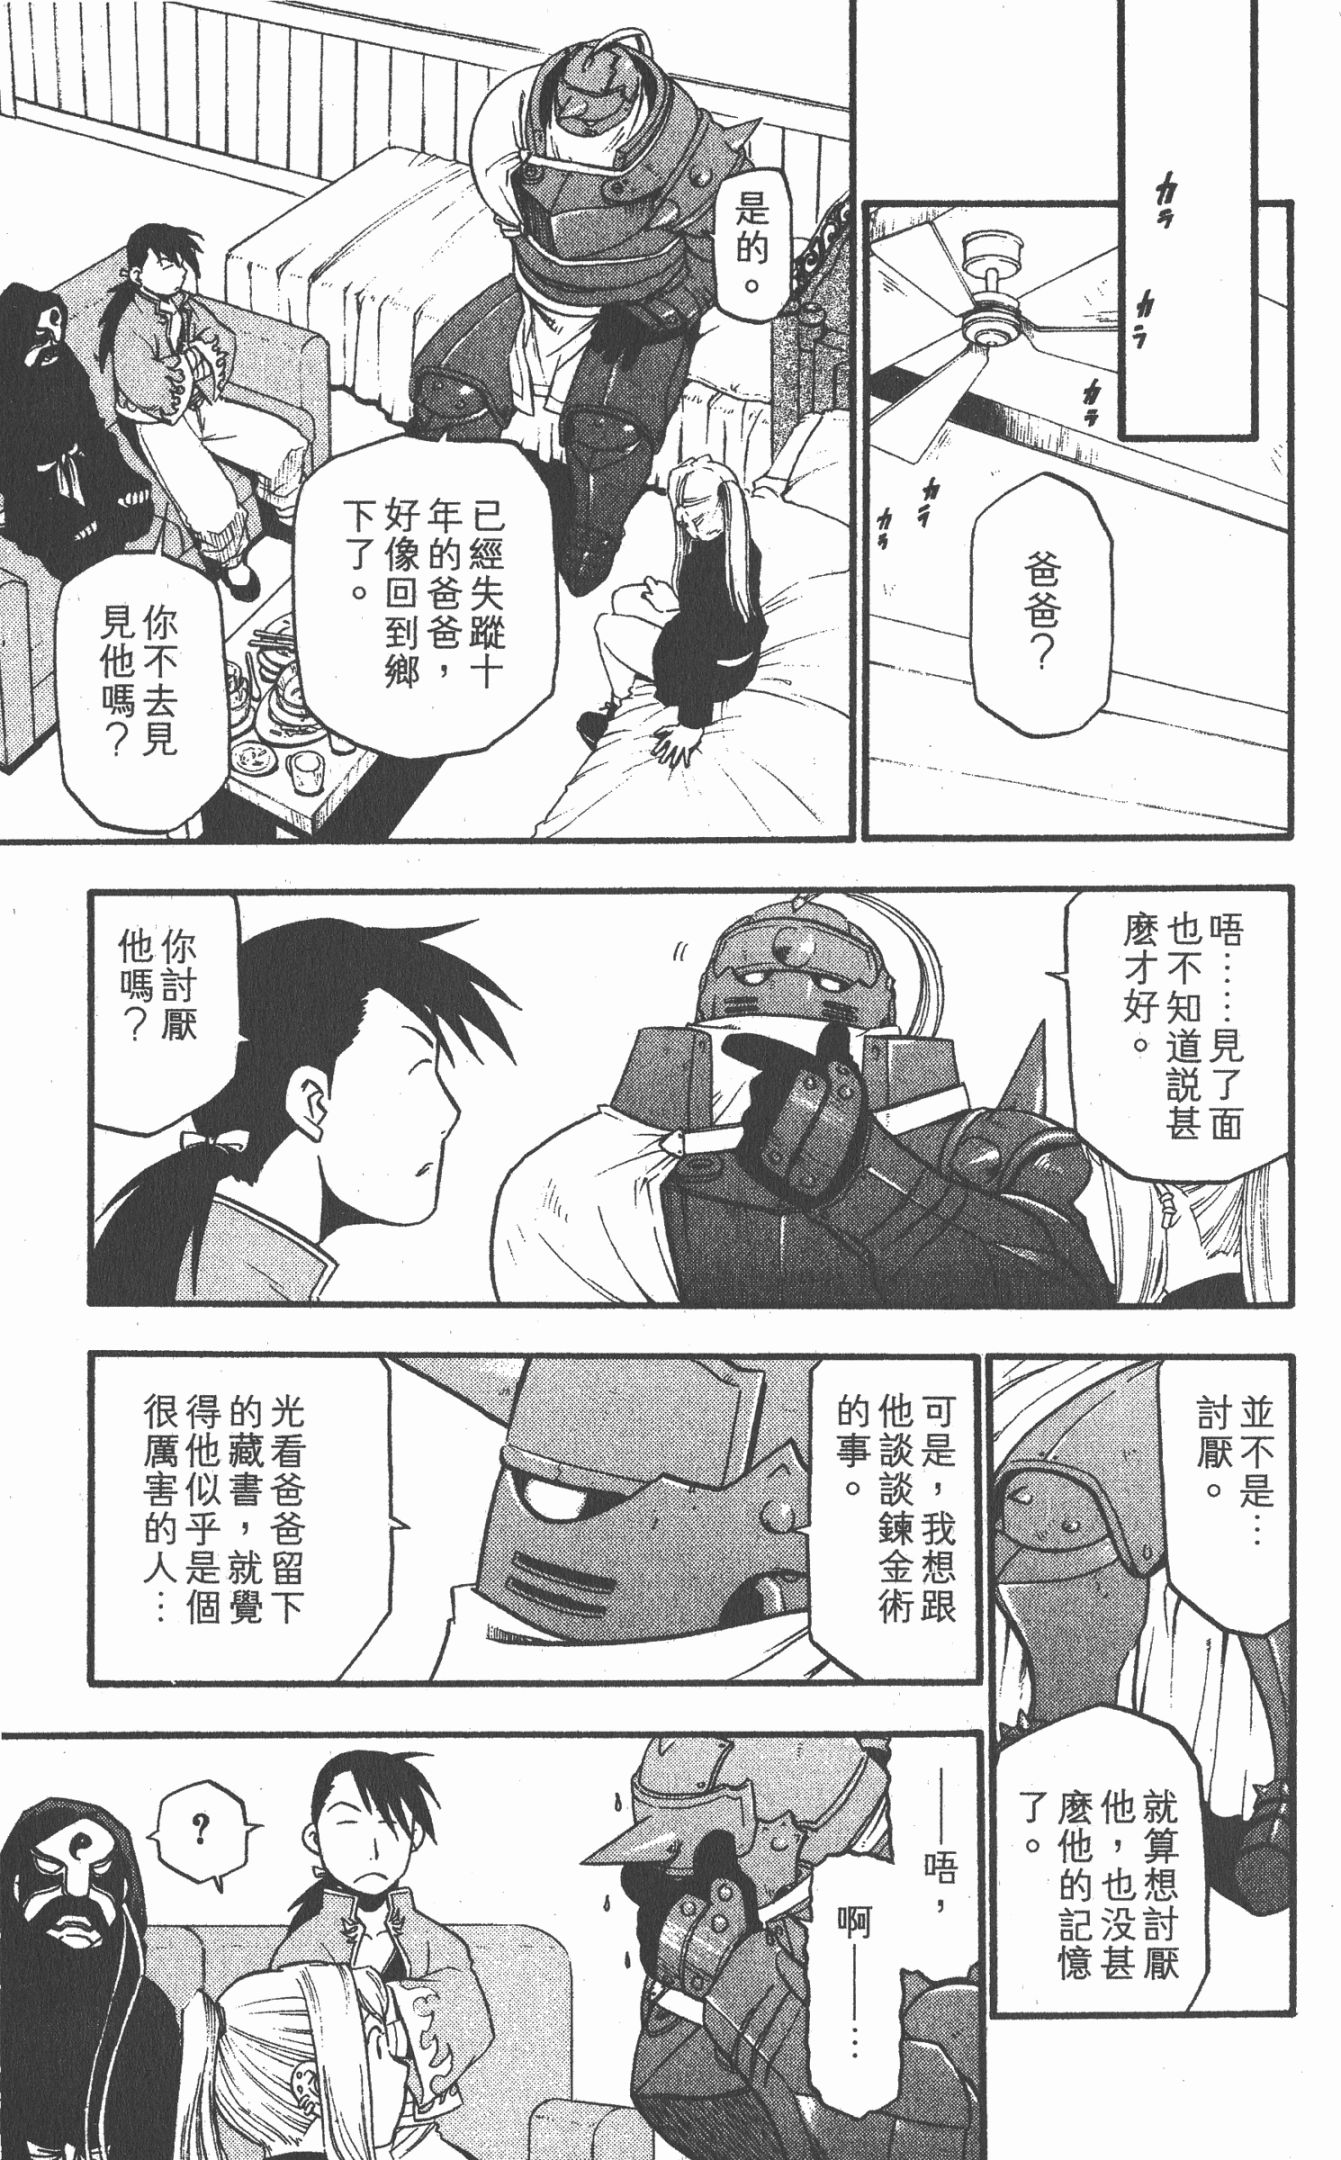 カラ
カラ
カラ
カラ
カラ
爸爸？
是的。
已經失蹤十
年的爸爸，
好像回到鄉
下了。
你不去見
見他嗎？
唔……見了面
也不知道説甚
麽才好。
你討厭
他嗎？
並不是…
討厭。
就算想討厭
他，也没甚
麽他的記憶
了。
可是，我想跟
他談談鍊金術
的事。
光看爸爸留下
的藏書，就覺
得他似乎是個
很厲害的人…
——唔，
啊——…
？